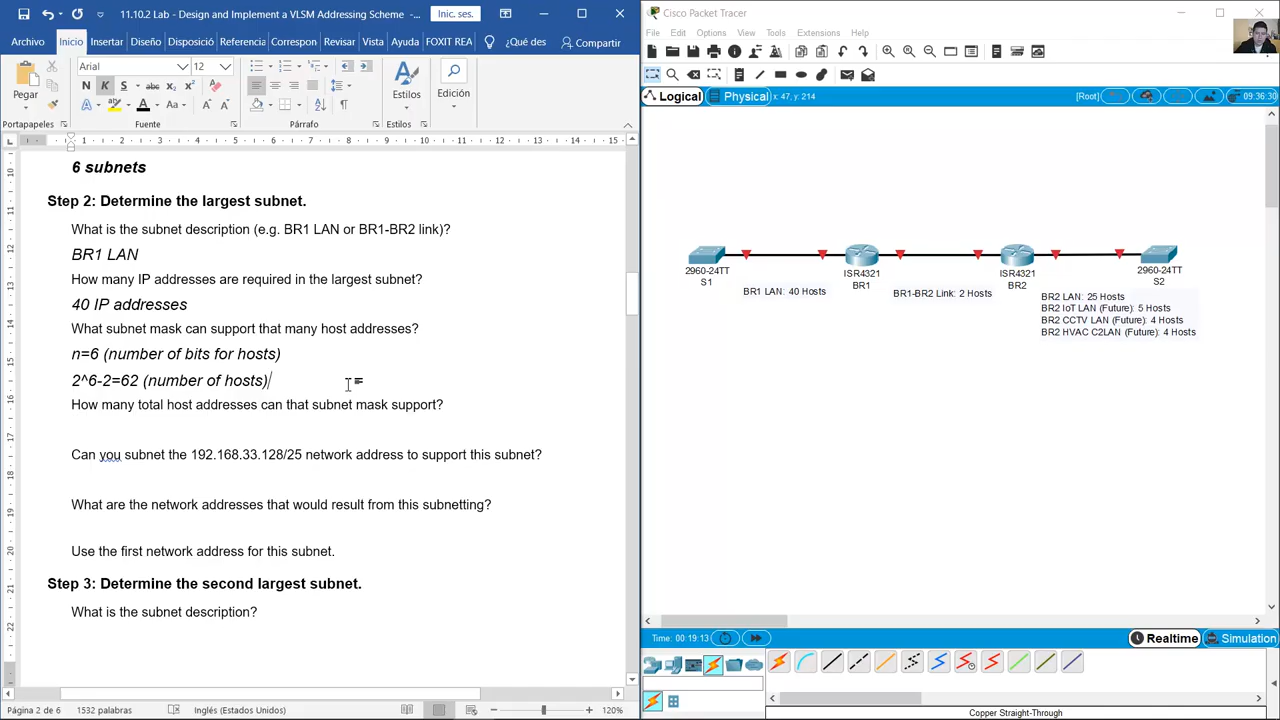 11.10.2 Lab - Design and Implement a VLSM Addressing Sc...
Inic. ses.
Cisco Packet Tracer
File Edit Options View Tools Extensions Help
Archivo Inicio Insertar Diseño Disposició Referencia Correspon Revisar Vista Ayuda FOXIT REA ¿Qué des Compartir
Pegar
Arial 12
Estilos
Edición
Portapapeles Fuente Párrafo Estilos
Logical Physical x: 47, y: 214
[Root] 09:36:30
6 subnets
Step 2: Determine the largest subnet.
What is the subnet description (e.g. BR1 LAN or BR1-BR2 link)?
BR1 LAN
How many IP addresses are required in the largest subnet?
40 IP addresses
What subnet mask can support that many host addresses?
n=6 (number of bits for hosts)
2^6-2=62 (number of hosts)
How many total host addresses can that subnet mask support?
Can you subnet the 192.168.33.128/25 network address to support this subnet?
What are the network addresses that would result from this subnetting?
Use the first network address for this subnet.
Step 3: Determine the second largest subnet.
What is the subnet description?
2960-24TT
S1
BR1 LAN: 40 Hosts
ISR4321
BR1
BR1-BR2 Link: 2 Hosts
ISR4321
BR2
2960-24TT
S2
BR2 LAN: 25 Hosts
BR2 IoT LAN (Future): 5 Hosts
BR2 CCTV LAN (Future): 4 Hosts
BR2 HVAC C2LAN (Future): 4 Hosts
Time: 00:19:13
Realtime Simulation
Copper Straight-Through
Página 2 de 6 1532 palabras Inglés (Estados Unidos) 120%